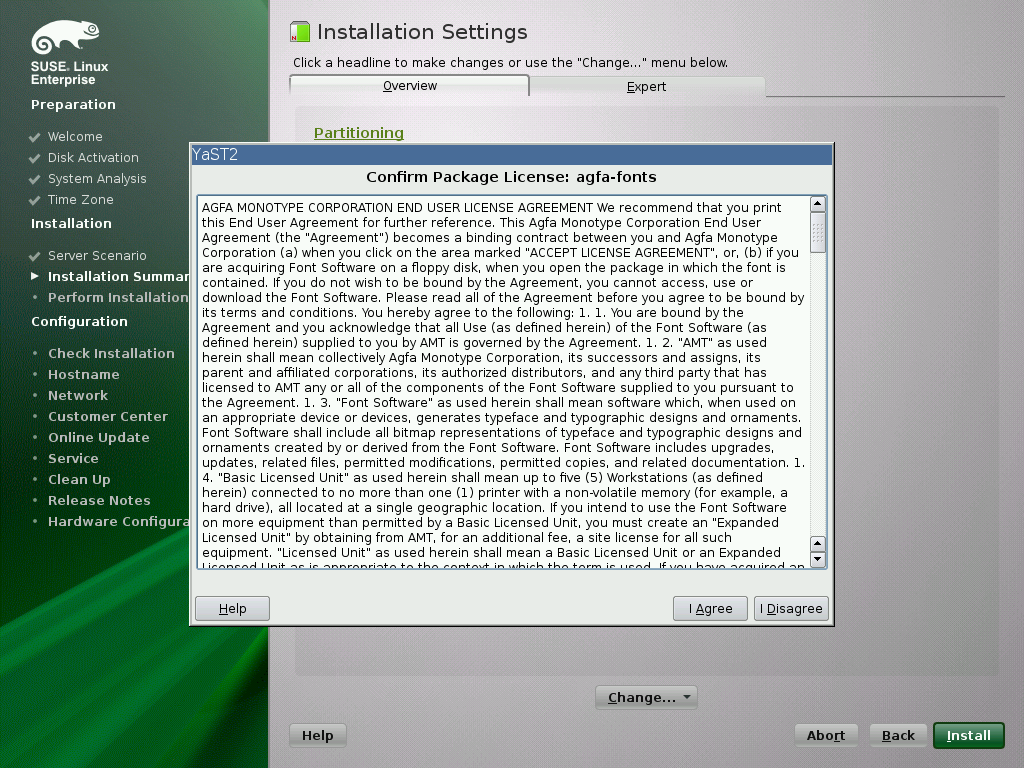 SUSE. Linux
Enterprise
Preparation
Welcome
Disk Activation
System Analysis
Time Zone
Installation
Server Scenario
Installation Summar
Perform Installation
Configuration
Check Installation
Hostname
Network
Customer Center
Online Update
Service
Clean Up
Release Notes
Hardware Configura
Installation Settings
Click a headline to make changes or use the "Change..." menu below.
Overview
Expert
Partitioning
YaST2
Confirm Package License: agfa-fonts
AGFA MONOTYPE CORPORATION END USER LICENSE AGREEMENT We recommend that you print
this End User Agreement for further reference. This Agfa Monotype Corporation End User
Agreement (the "Agreement") becomes a binding contract between you and Agfa Monotype
Corporation (a) when you click on the area marked "ACCEPT LICENSE AGREEMENT", or, (b) if you
are acquiring Font Software on a floppy disk, when you open the package in which the font is
contained. If you do not wish to be bound by the Agreement, you cannot access, use or
download the Font Software. Please read all of the Agreement before you agree to be bound by
its terms and conditions. You hereby agree to the following: 1. 1. You are bound by the
Agreement and you acknowledge that all Use (as defined herein) of the Font Software (as
defined herein) supplied to you by AMT is governed by the Agreement. 1. 2. "AMT" as used
herein shall mean collectively Agfa Monotype Corporation, its successors and assigns, its
parent and affiliated corporations, its authorized distributors, and any third party that has
licensed to AMT any or all of the components of the Font Software supplied to you pursuant to
the Agreement. 1. 3. "Font Software" as used herein shall mean software which, when used on
an appropriate device or devices, generates typeface and typographic designs and ornaments.
Font Software shall include all bitmap representations of typeface and typographic designs and
ornaments created by or derived from the Font Software. Font Software includes upgrades,
updates, related files, permitted modifications, permitted copies, and related documentation. 1.
4. "Basic Licensed Unit" as used herein shall mean up to five (5) Workstations (as defined
herein) connected to no more than one (1) printer with a non-volatile memory (for example, a
hard drive), all located at a single geographic location. If you intend to use the Font Software
on more equipment than permitted by a Basic Licensed Unit, you must create an "Expanded
Licensed Unit" by obtaining from AMT, for an additional fee, a site license for all such
equipment. "Licensed Unit" as used herein shall mean a Basic Licensed Unit or an Expanded
Licensed Unit as is appropriate to the context in which the term is used. If you have acquired an
Help
I Agree
I Disagree
Change...
Help
Abort
Back
Install